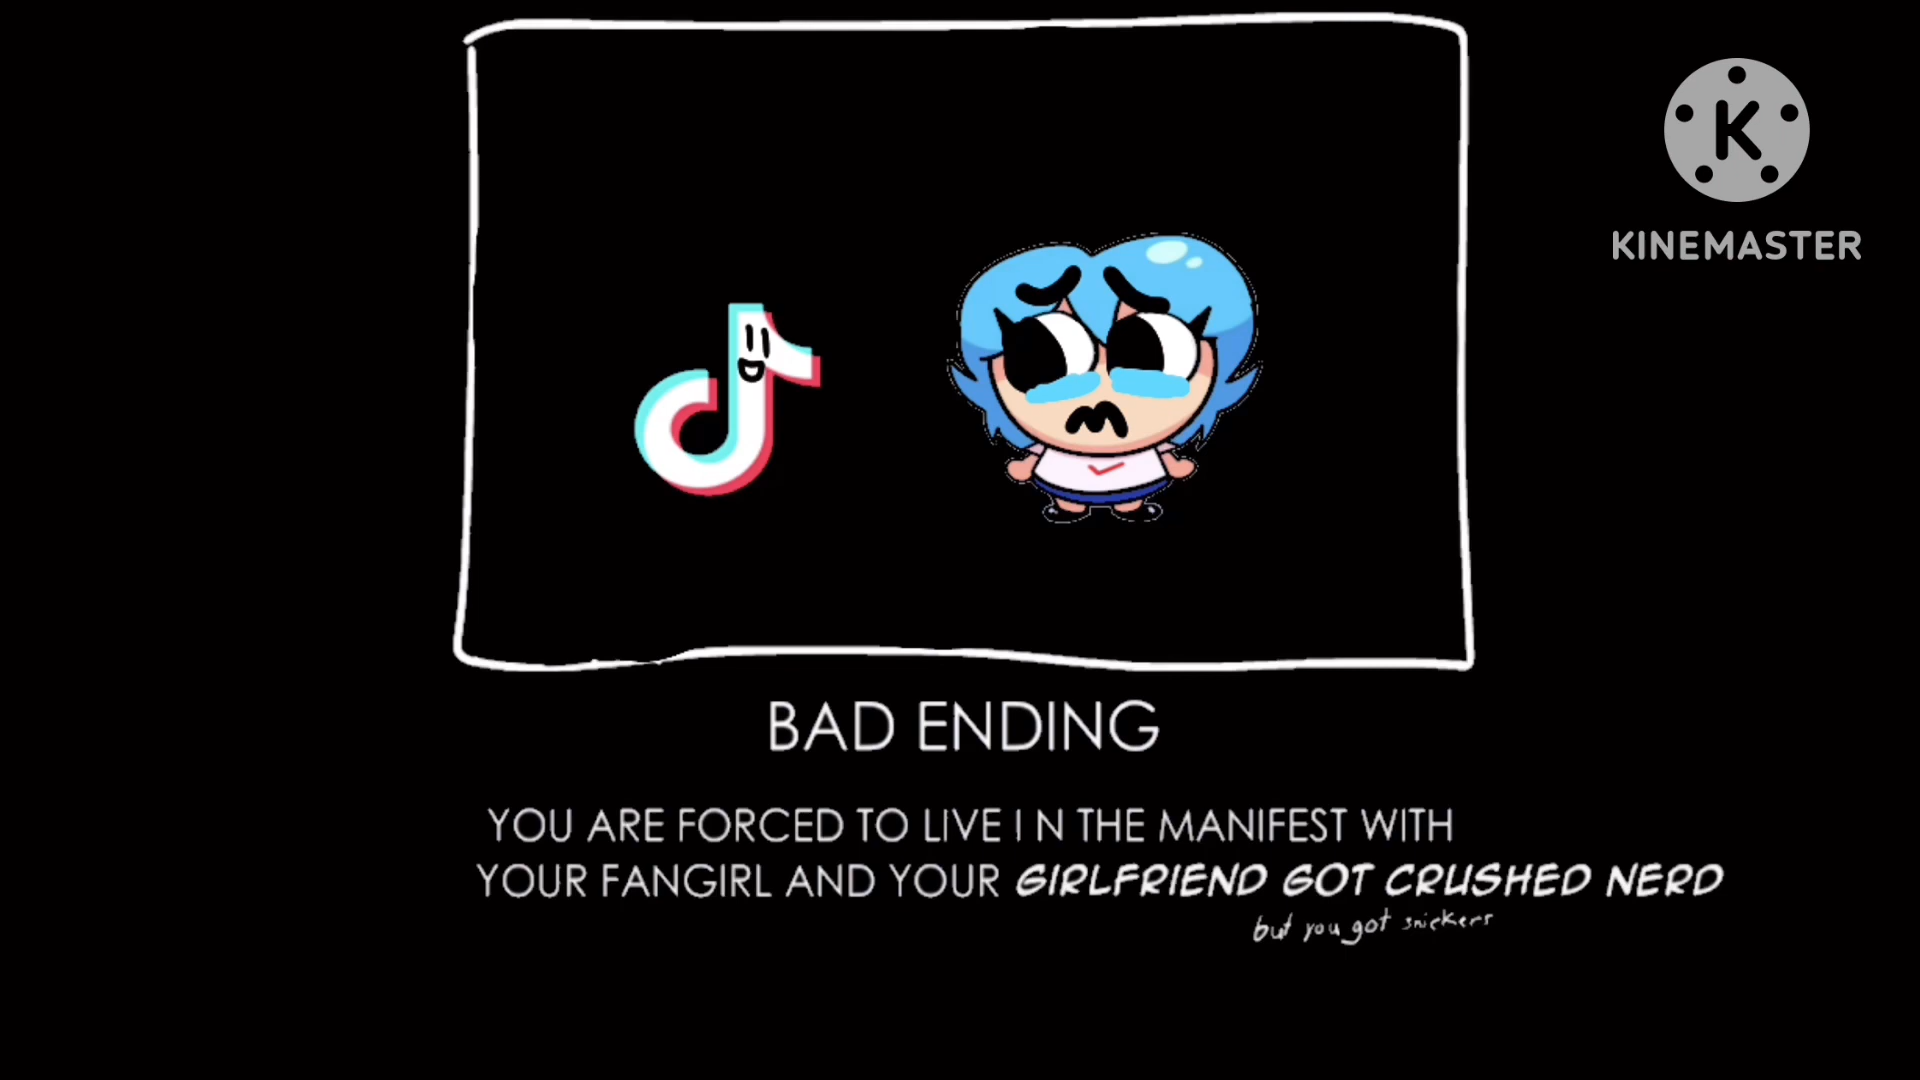 KINEMASTER
BAD ENDING
YOU ARE FORCED TO LIVE I N THE MANIFEST WITH
YOUR FANGIRL AND YOUR GIRLFRIEND GOT CRUSHED NERD
but you got snickers